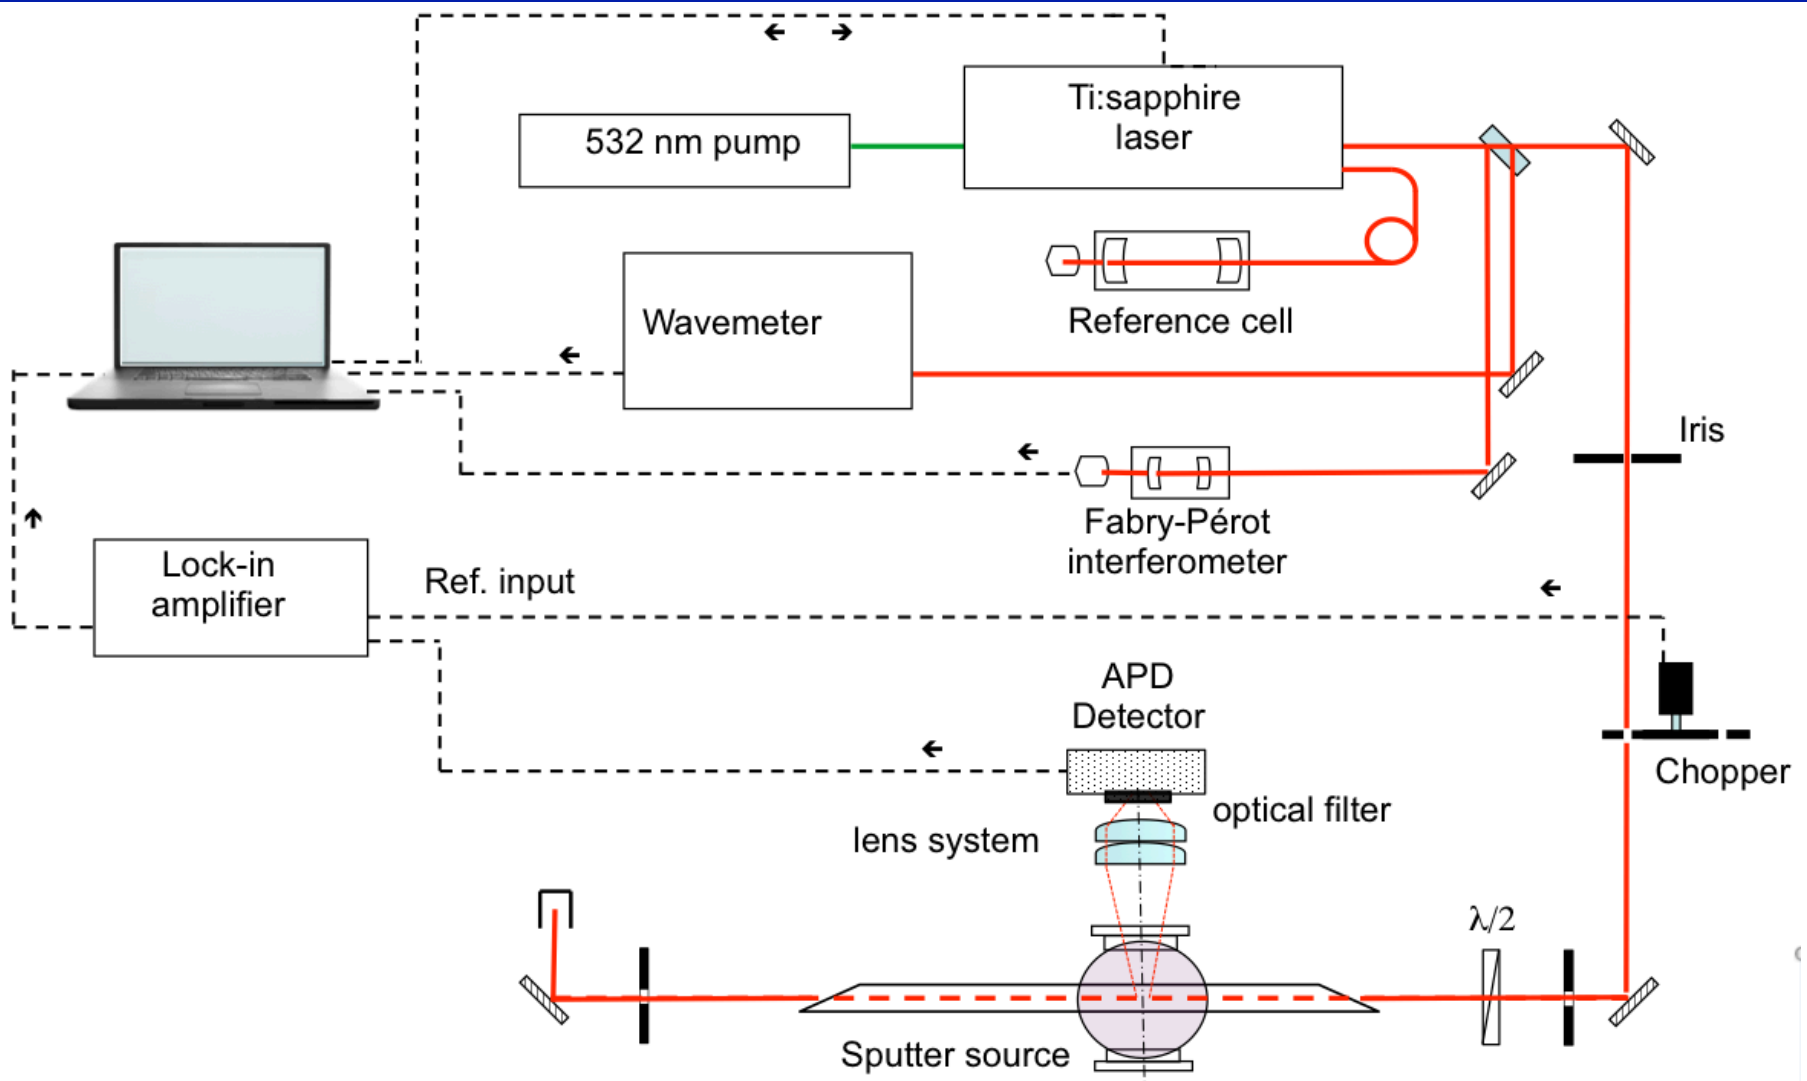 Ti:sapphire
laser
532 nm pump
Wavemeter
Reference cell
Iris
Fabry-Pérot
interferometer
Lock-in
amplifier
Ref. input
APD
Detector
Chopper
optical filter
lens system
λ/2
Sputter source